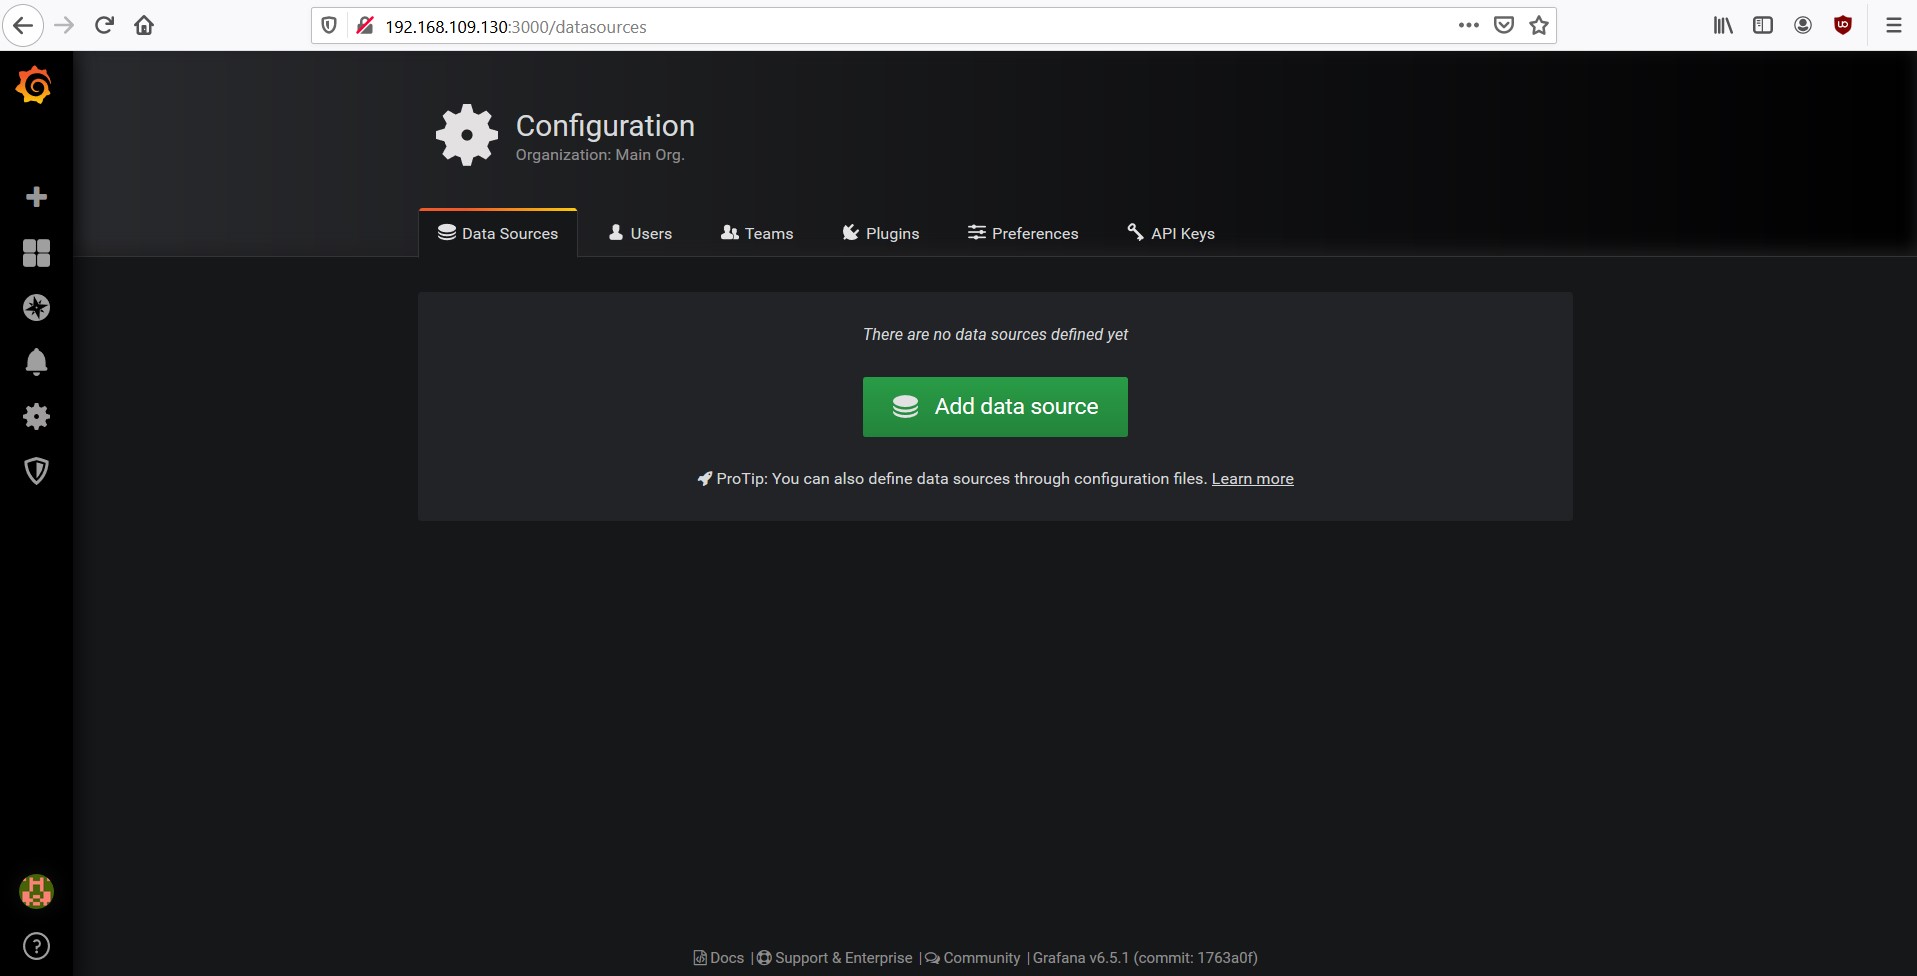 192.168.109.130:3000/datasources
Configuration
Organization: Main Org.
Data Sources Users Teams Plugins Preferences API Keys
There are no data sources defined yet
Add data source
ProTip: You can also define data sources through configuration files. Learn more
Docs | Support & Enterprise | Community | Grafana v6.5.1 (commit: 1763a0f)